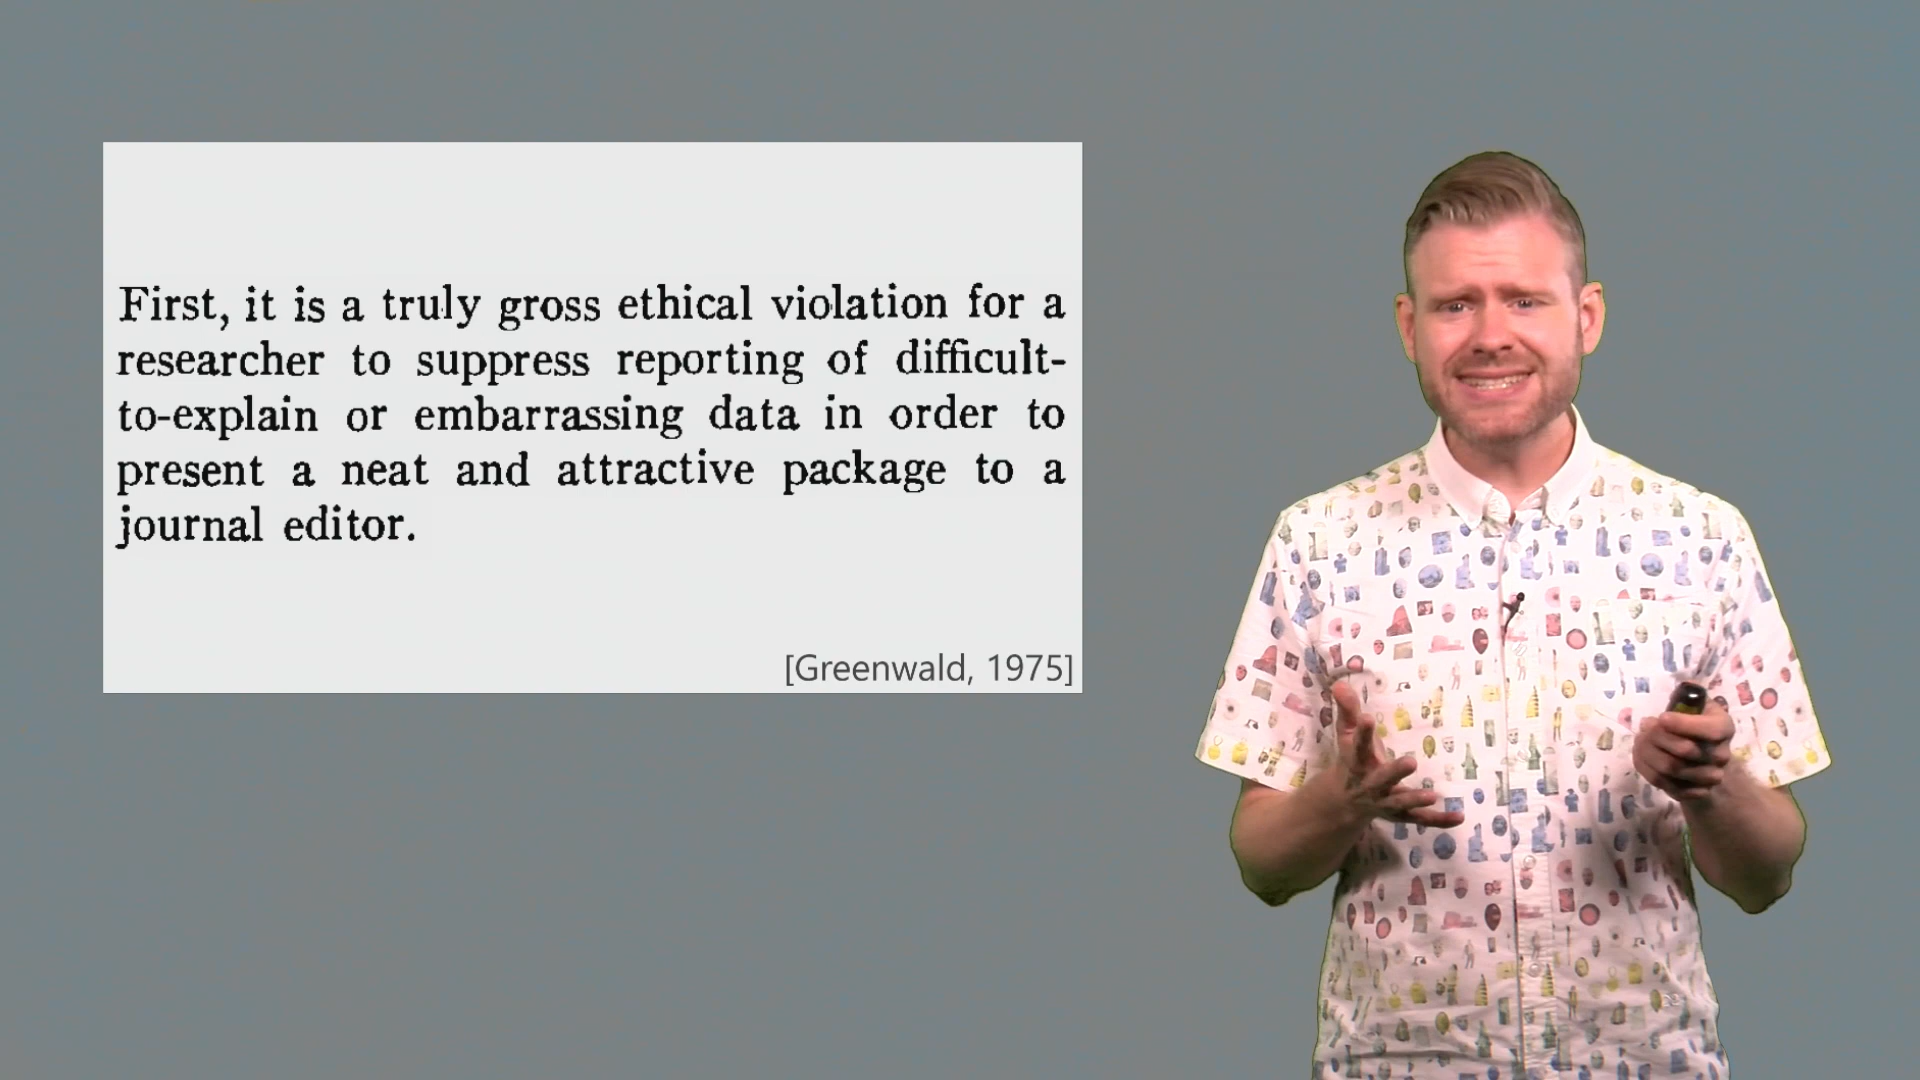 First, it is a truly gross ethical violation for a
researcher to suppress reporting of difficult-
to-explain or embarrassing data in order to
present a neat and attractive package to a
journal editor.
[Greenwald, 1975]